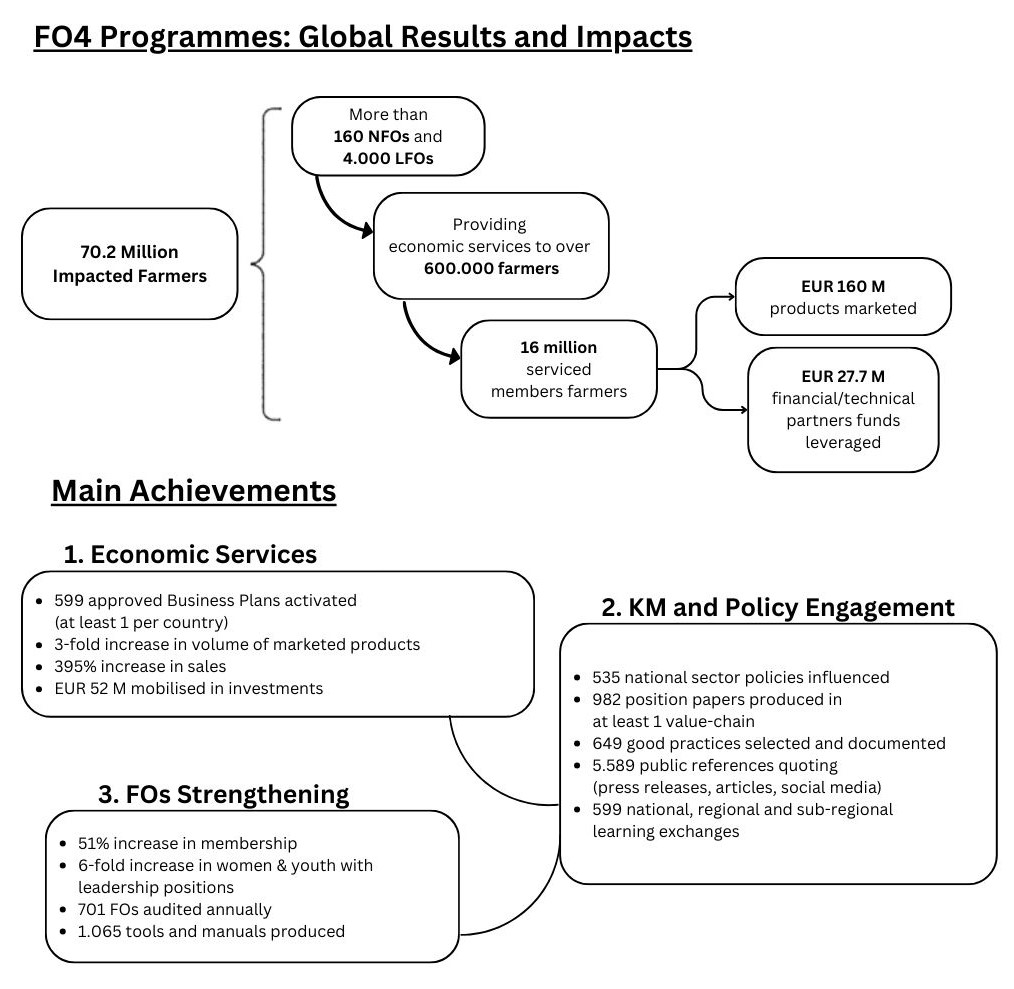 FO4 Programmes: Global Results and Impacts
More than
160 NFOs and
4.000 LFOs
Providing
economic services to over
600.000 farmers
70.2 Million
Impacted Farmers
16 million
serviced
members farmers
EUR 160 M
products marketed
EUR 27.7 M
financial/technical
partners funds
leveraged
Main Achievements
1. Economic Services
599 approved Business Plans activated
(at least 1 per country)
3-fold increase in volume of marketed products
395% increase in sales
EUR 52 M mobilised in investments
2. KM and Policy Engagement
535 national sector policies influenced
982 position papers produced in
at least 1 value-chain
649 good practices selected and documented
5.589 public references quoting
(press releases, articles, social media)
599 national, regional and sub-regional
learning exchanges
3. FOs Strengthening
51% increase in membership
6-fold increase in women & youth with
leadership positions
701 FOs audited annually
1.065 tools and manuals produced